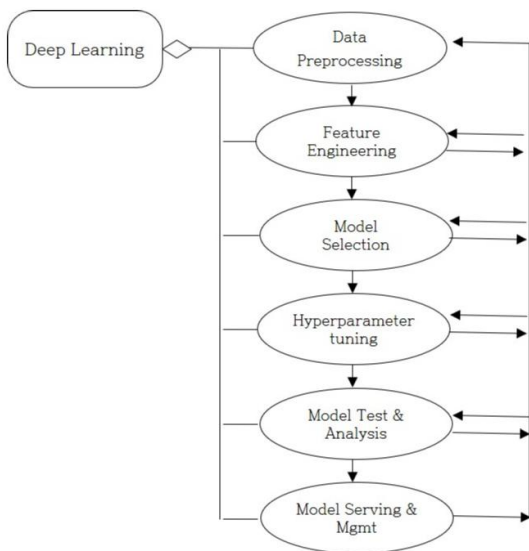 Deep Learning
Data
Preprocessing
Feature
Engineering
Model
Selection
Hyperparameter
tuning
Model Test &
Analysis
Model Serving &
Mgmt